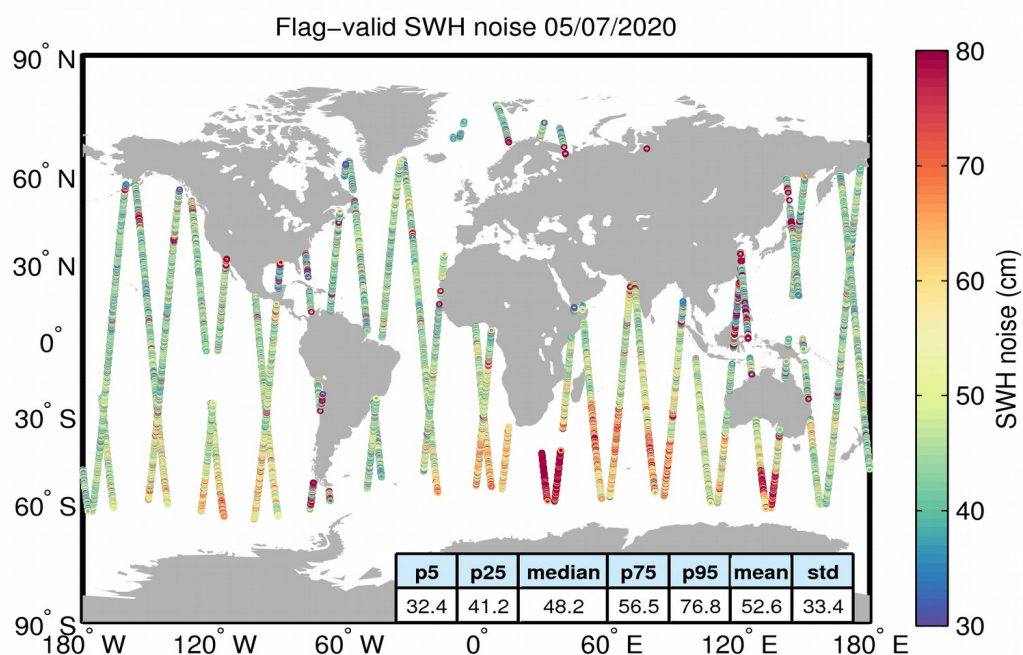 Flag−valid SWH noise 05/07/2020
90° N
60° N
30° N
0°
30° S
60° S
90° S
180° W
120° W
60° W
0°
60° E
120° E
180° E
80
70
60
50
40
30
SWH noise (cm)
p5 p25 median p75 p95 mean std
32.4 41.2 48.2 56.5 76.8 52.6 33.4